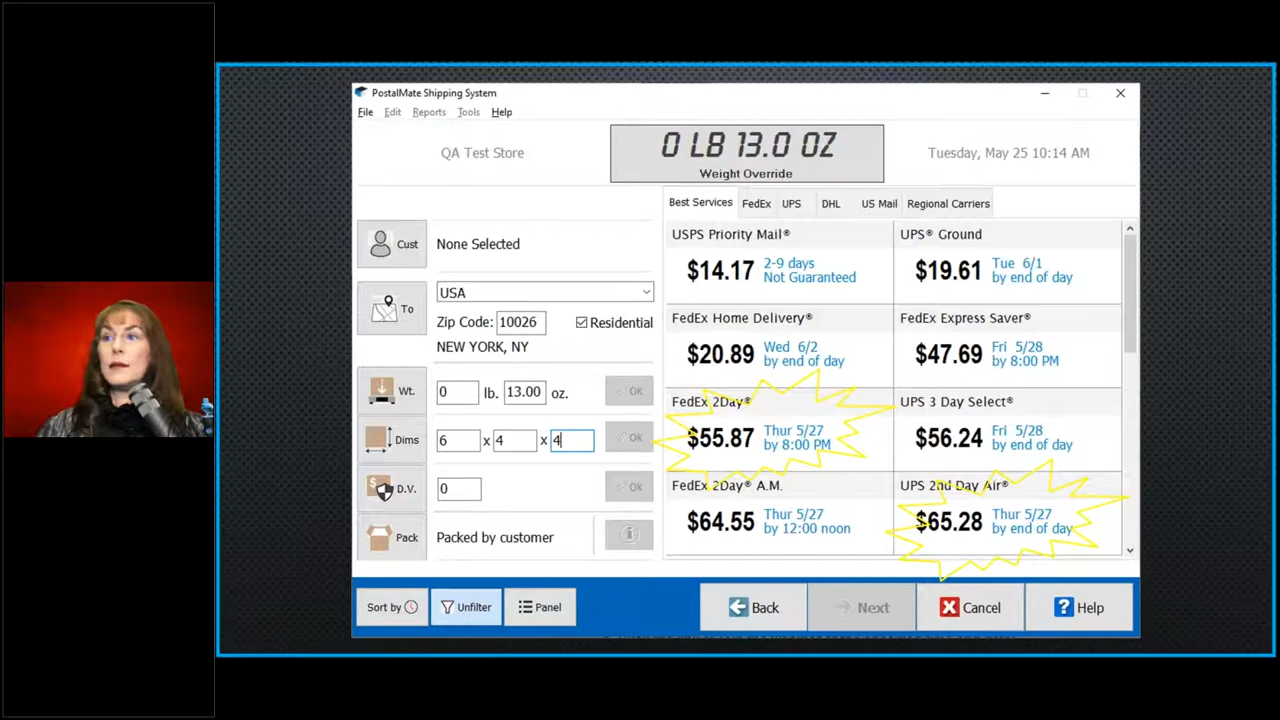 PostalMate Shipping System
File Edit Reports Tools Help
QA Test Store
0 LB 13.0 OZ
Weight Override
Tuesday, May 25 10:14 AM
Best Services FedEx UPS DHL US Mail Regional Carriers
Cust
None Selected
To
USA
Zip Code: 10026 Residential
NEW YORK, NY
Wt. 0 lb. 13.00 oz. OK
Dims 6 x 4 x 4 OK
D.V. 0 OK
Pack Packed by customer
USPS Priority Mail®
$14.17 2-9 days
Not Guaranteed
UPS® Ground
$19.61 Tue 6/1
by end of day
FedEx Home Delivery®
$20.89 Wed 6/2
by end of day
FedEx Express Saver®
$47.69 Fri 5/28
by 8:00 PM
FedEx 2Day®
$55.87 Thur 5/27
by 8:00 PM
UPS 3 Day Select®
$56.24 Fri 5/28
by end of day
FedEx 2Day® A.M.
$64.55 Thur 5/27
by 12:00 noon
UPS 2nd Day Air®
$65.28 Thur 5/27
by end of day
Sort by Unfilter Panel Back Next Cancel Help